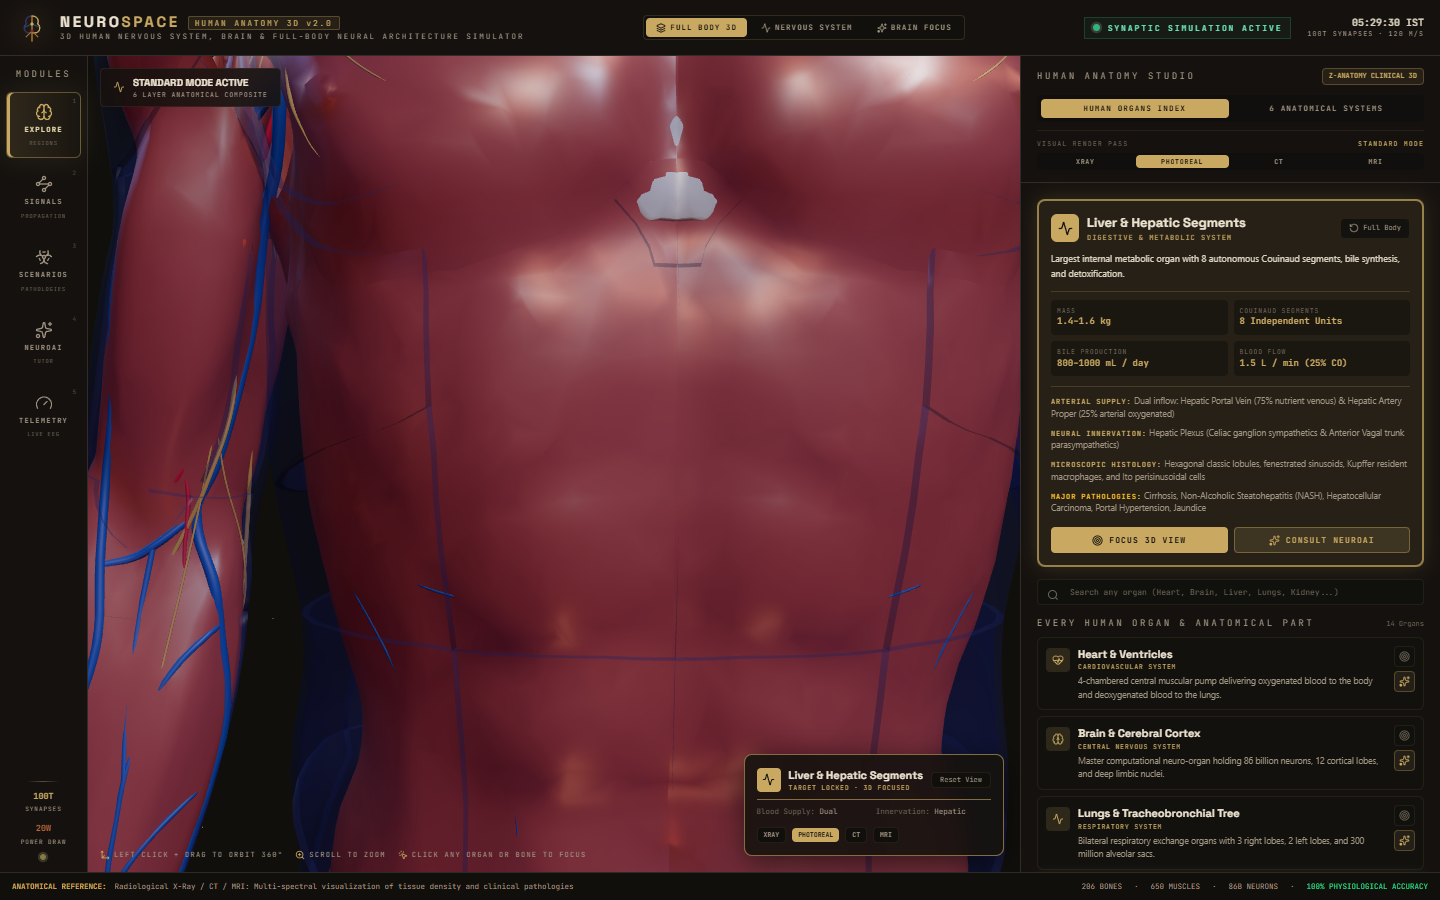 NEUROSPACE HUMAN ANATOMY 3D v2.0
3D HUMAN NERVOUS SYSTEM, BRAIN & FULL-BODY NEURAL ARCHITECTURE SIMULATOR
FULL BODY 3D
NERVOUS SYSTEM
BRAIN FOCUS
SYNAPTIC SIMULATION ACTIVE
05:29:30 IST
100T SYNAPSES · 120 M/S
MODULES
1
EXPLORE
REGIONS
2
SIGNALS
PROPAGATION
3
SCENARIOS
PATHOLOGIES
4
NEUROAI
TUTOR
5
TELEMETRY
LIVE EEG
100T
SYNAPSES
20W
POWER DRAW
STANDARD MODE ACTIVE
6 LAYER ANATOMICAL COMPOSITE
LEFT CLICK + DRAG TO ORBIT 360°
SCROLL TO ZOOM
CLICK ANY ORGAN OR BONE TO FOCUS
Liver & Hepatic Segments
TARGET LOCKED · 3D FOCUSED
Reset View
Blood Supply: Dual
Innervation: Hepatic
XRAY
PHOTOREAL
CT
MRI
HUMAN ANATOMY STUDIO
Z-ANATOMY CLINICAL 3D
HUMAN ORGANS INDEX
6 ANATOMICAL SYSTEMS
VISUAL RENDER PASS
STANDARD MODE
XRAY
PHOTOREAL
CT
MRI
Liver & Hepatic Segments
DIGESTIVE & METABOLIC SYSTEM
Full Body
Largest internal metabolic organ with 8 autonomous Couinaud segments, bile synthesis,
and detoxification.
MASS
1.4–1.6 kg
COUINAUD SEGMENTS
8 Independent Units
BILE PRODUCTION
800–1000 mL / day
BLOOD FLOW
1.5 L / min (25% CO)
ARTERIAL SUPPLY: Dual inflow: Hepatic Portal Vein (75% nutrient venous) & Hepatic Artery
Proper (25% arterial oxygenated)
NEURAL INNERVATION: Hepatic Plexus (Celiac ganglion sympathetics & Anterior Vagal trunk
parasympathetics)
MICROSCOPIC HISTOLOGY: Hexagonal classic lobules, fenestrated sinusoids, Kupffer resident
macrophages, and Ito perisinusoidal cells
MAJOR PATHOLOGIES: Cirrhosis, Non-Alcoholic Steatohepatitis (NASH), Hepatocellular
Carcinoma, Portal Hypertension, Jaundice
FOCUS 3D VIEW
CONSULT NEUROAI
Search any organ (Heart, Brain, Liver, Lungs, Kidney...)
EVERY HUMAN ORGAN & ANATOMICAL PART
14 Organs
Heart & Ventricles
CARDIOVASCULAR SYSTEM
4-chambered central muscular pump delivering oxygenated blood to the body
and deoxygenated blood to the lungs.
Brain & Cerebral Cortex
CENTRAL NERVOUS SYSTEM
Master computational neuro-organ holding 86 billion neurons, 12 cortical lobes,
and deep limbic nuclei.
Lungs & Tracheobronchial Tree
RESPIRATORY SYSTEM
Bilateral respiratory exchange organs with 3 right lobes, 2 left lobes, and 300
million alveolar sacs.
ANATOMICAL REFERENCE: Radiological X-Ray / CT / MRI: Multi-spectral visualization of tissue density and clinical pathologies
206 BONES · 650 MUSCLES · 86B NEURONS · 100% PHYSIOLOGICAL ACCURACY